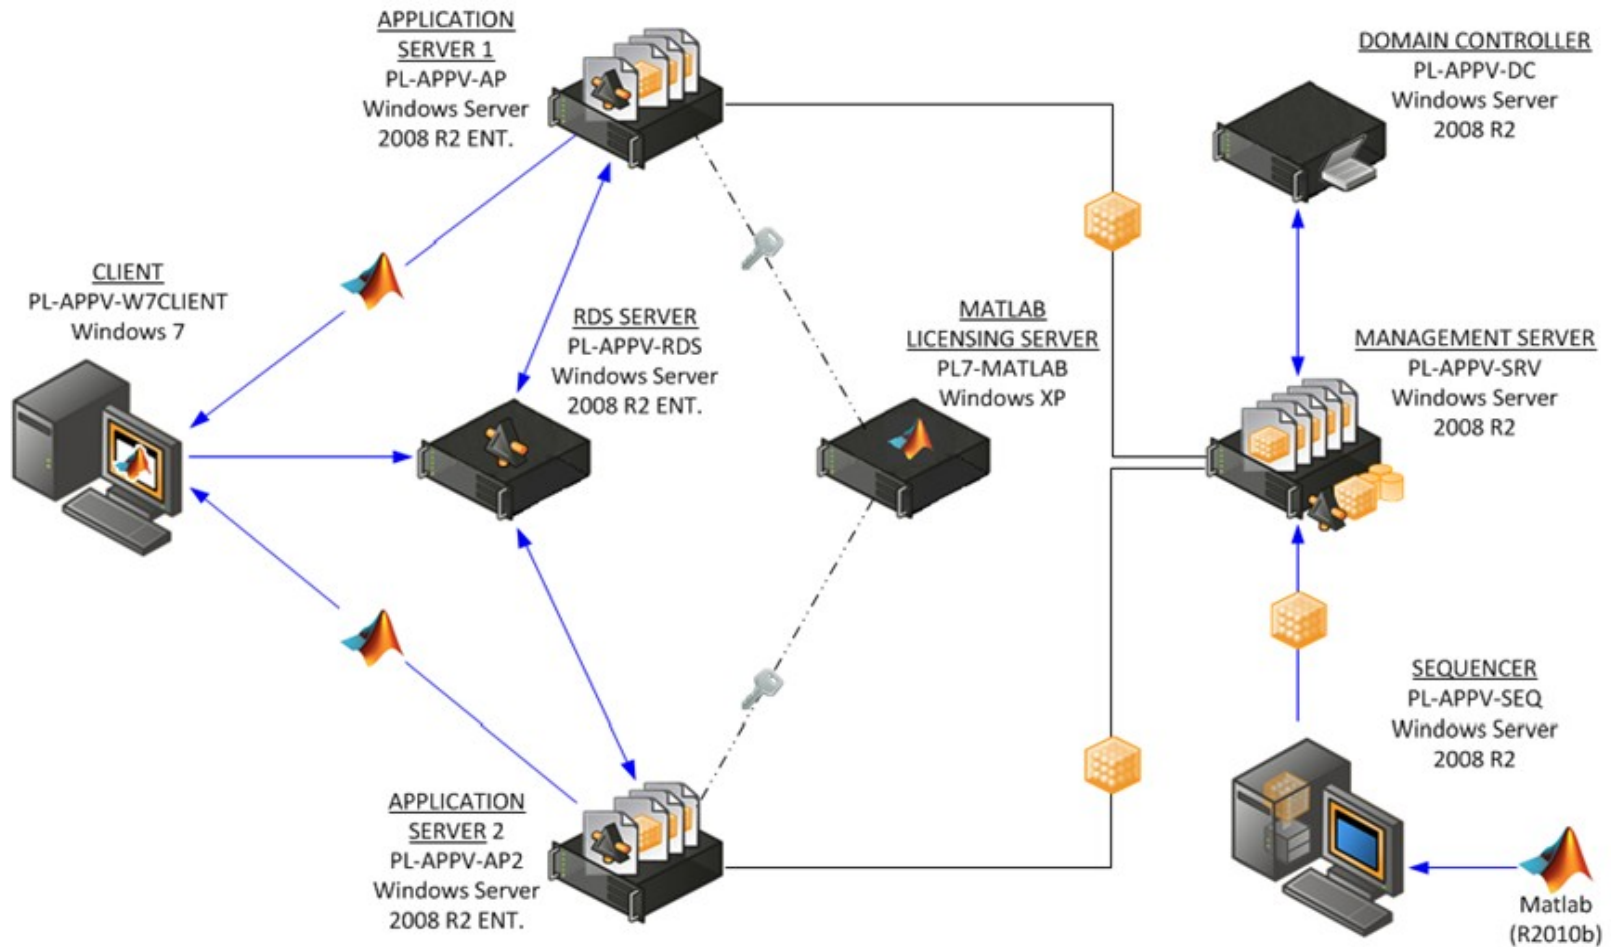 APPLICATION
SERVER 1
PL-APPV-AP
Windows Server
2008 R2 ENT.
DOMAIN CONTROLLER
PL-APPV-DC
Windows Server
2008 R2
CLIENT
PL-APPV-W7CLIENT
Windows 7
RDS SERVER
PL-APPV-RDS
Windows Server
2008 R2 ENT.
MATLAB
LICENSING SERVER
PL7-MATLAB
Windows XP
MANAGEMENT SERVER
PL-APPV-SRV
Windows Server
2008 R2
APPLICATION
SERVER 2
PL-APPV-AP2
Windows Server
2008 R2 ENT.
SEQUENCER
PL-APPV-SEQ
Windows Server
2008 R2
Matlab
(R2010b)